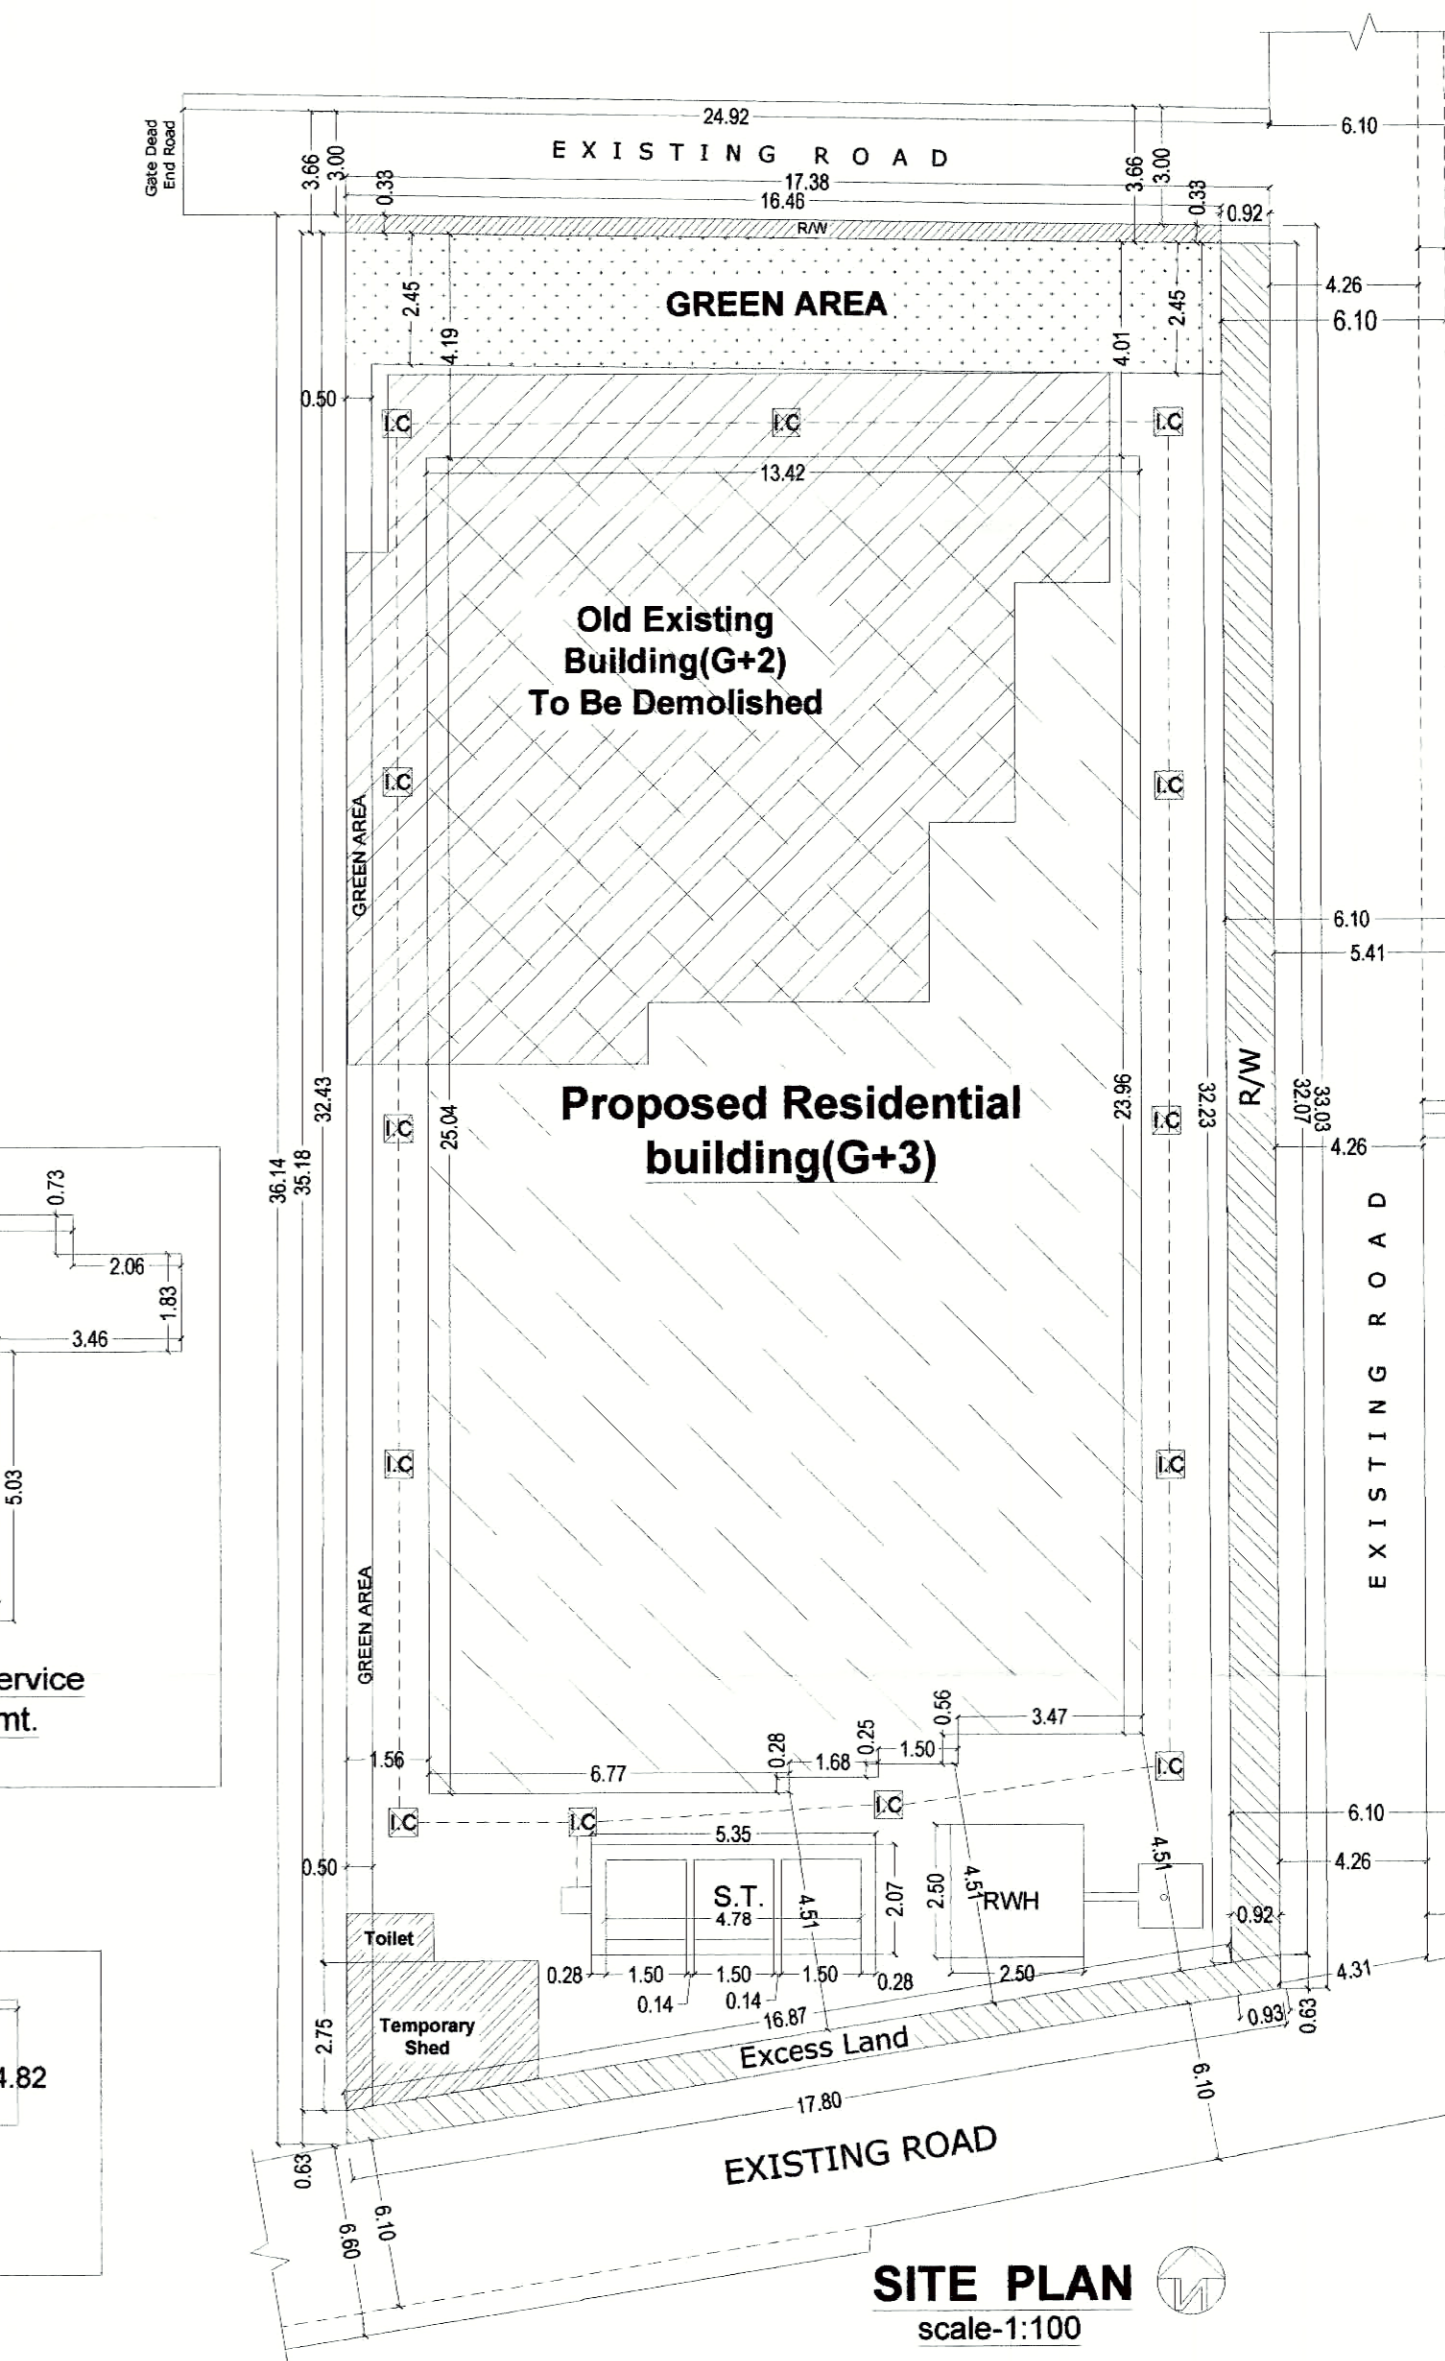 24.92
6.10
Gate Dead
End Road
EXISTING ROAD
3.66
3.00
3.66
3.00
17.38
0.33
0.33
16.46
0.92
R/W
GREEN AREA
2.45
2.45
4.26
6.10
4.19
4.01
0.50
I.C
I.C
I.C
13.42
Old Existing
Building(G+2)
To Be Demolished
I.C
I.C
GREEN AREA
6.10
5.41
R/W
Proposed Residential
building(G+3)
32.43
25.04
23.96
32.23
32.07
33.03
I.C
I.C
4.26
36.14
35.18
0.73
2.06
1.83
3.46
5.03
EXISTING ROAD
I.C
I.C
GREEN AREA
ervice
mt.
0.56
3.47
0.28
0.25
1.50
1.56
1.68
6.77
I.C
I.C
I.C
I.C
6.10
5.35
0.50
4.26
S.T.
4.78
4.51
2.07
2.50
4.51
RWH
4.51
0.92
Toilet
0.28
1.50
1.50
1.50
0.28
2.50
4.31
0.14
0.14
16.87
0.93
0.93
Temporary
Shed
2.75
Excess Land
4.82
17.80
6.10
EXISTING ROAD
0.63
6.60
6.10
SITE PLAN
N
scale-1:100